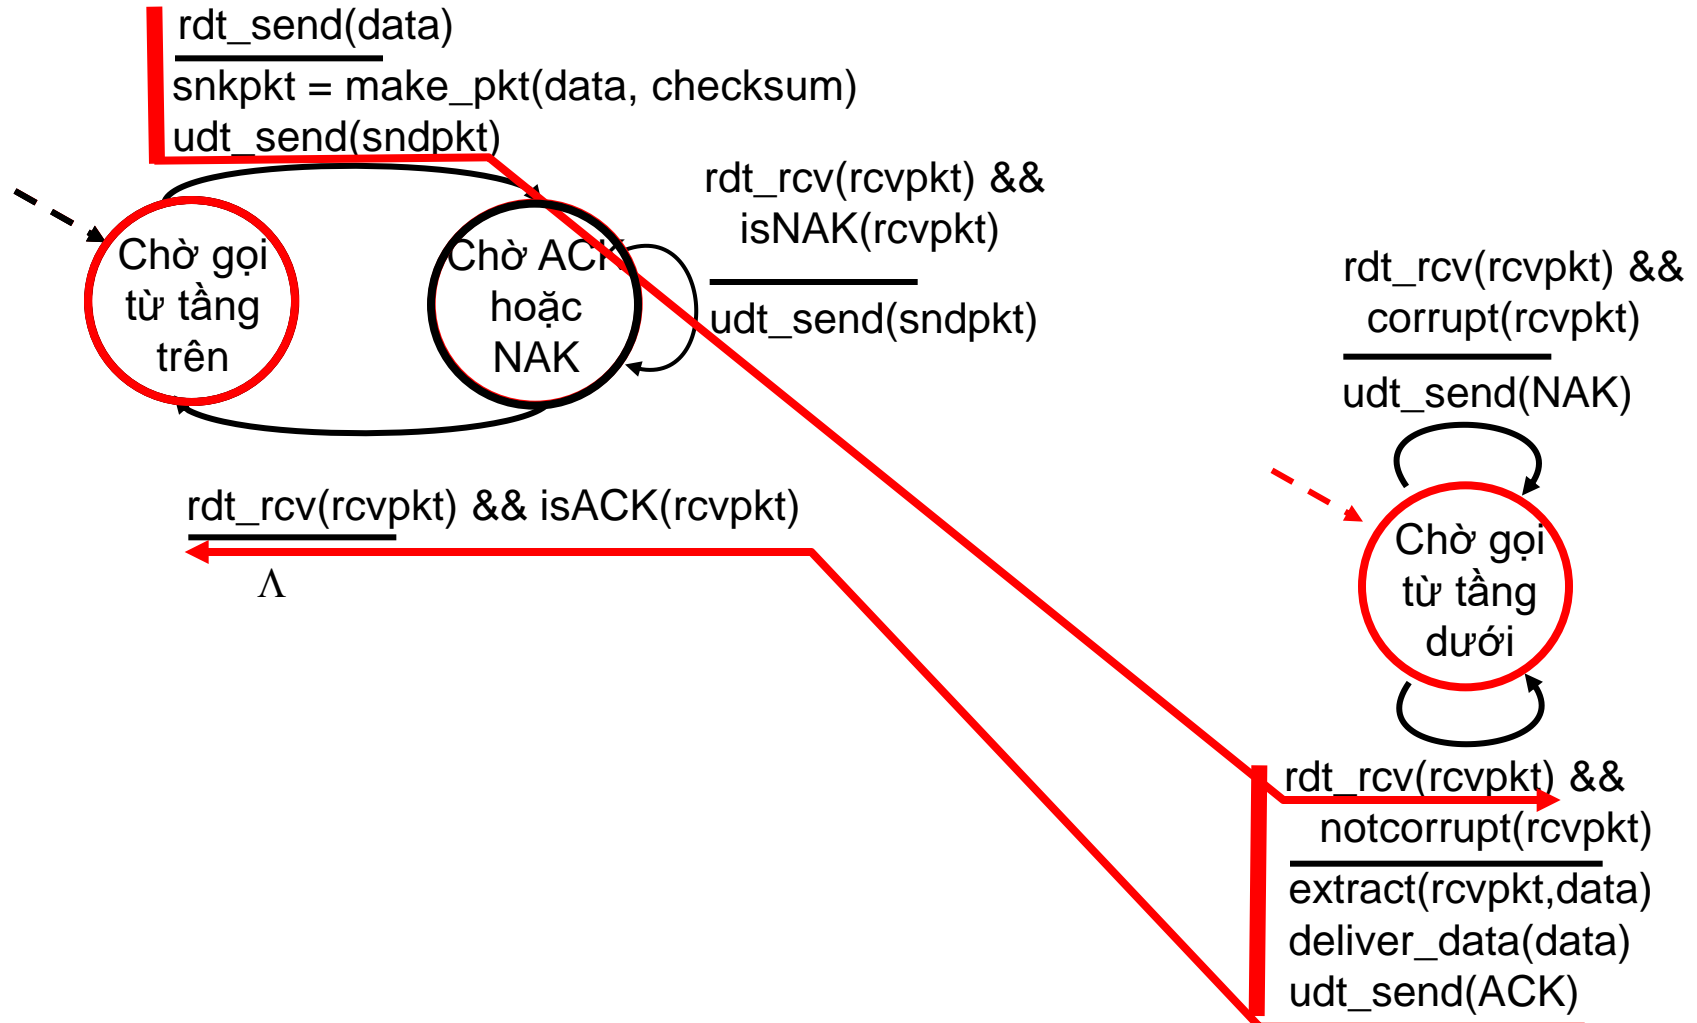 rdt_send(data)
snkpkt = make_pkt(data, checksum)
udt_send(sndpkt)
Chờ gọi
từ tầng
trên
Chờ ACK
hoặc
NAK
rdt_rcv(rcvpkt) &&
isNAK(rcvpkt)
udt_send(sndpkt)
rdt_rcv(rcvpkt) && isACK(rcvpkt)
Λ
rdt_rcv(rcvpkt) &&
corrupt(rcvpkt)
udt_send(NAK)
Chờ gọi
từ tầng
dưới
rdt_rcv(rcvpkt) &&
notcorrupt(rcvpkt)
extract(rcvpkt,data)
deliver_data(data)
udt_send(ACK)